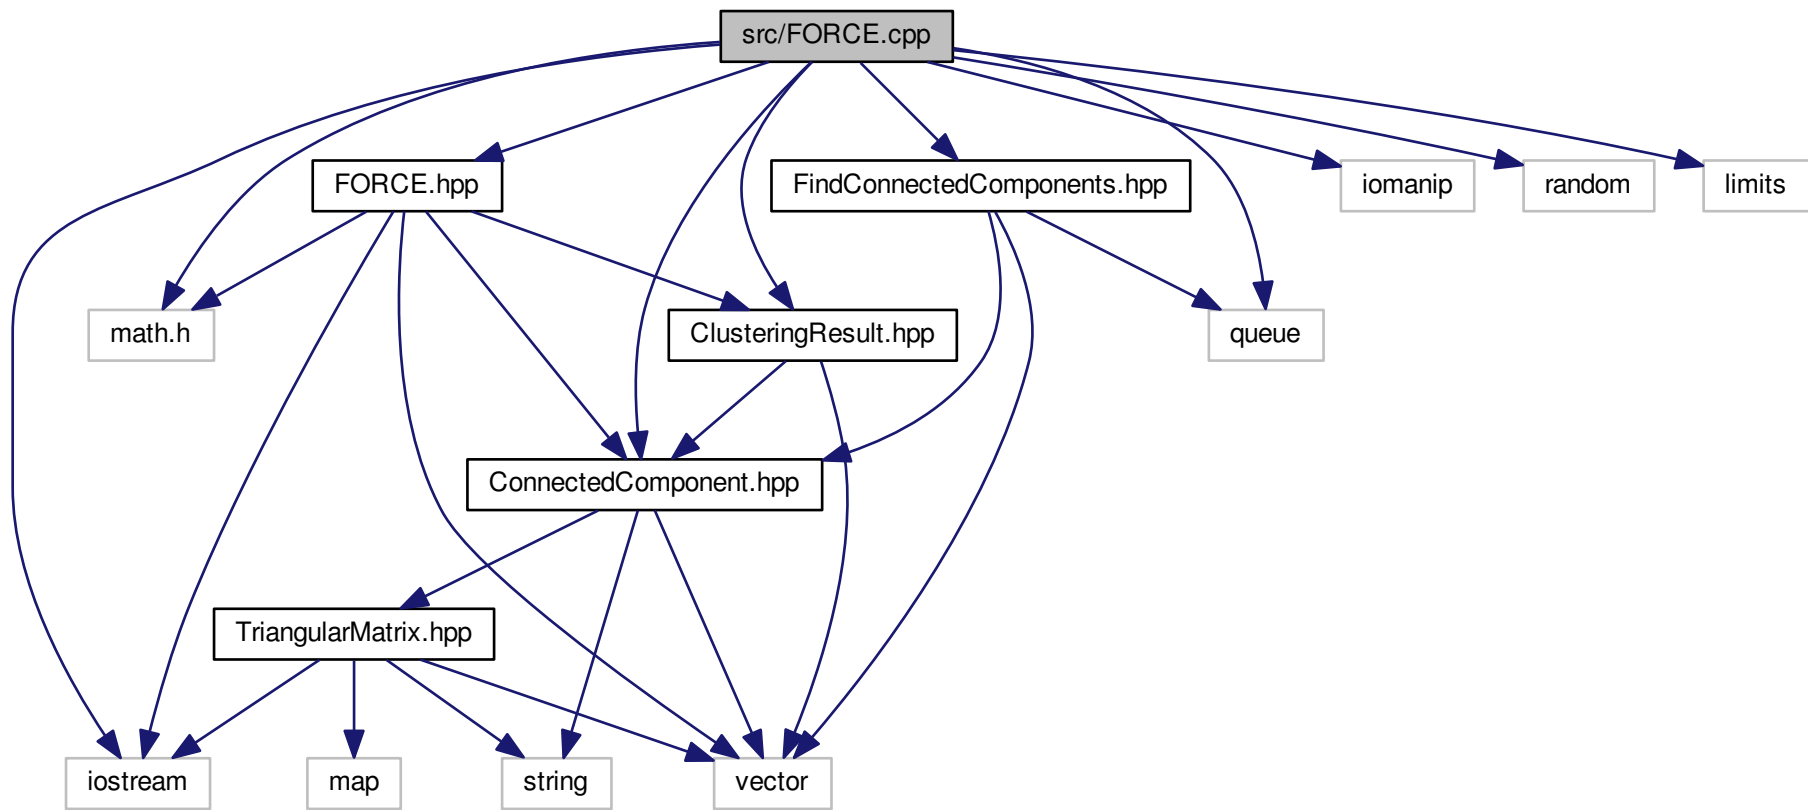 src/FORCE.cpp
FORCE.hpp
FindConnectedComponents.hpp
iomanip
random
limits
math.h
ClusteringResult.hpp
queue
ConnectedComponent.hpp
TriangularMatrix.hpp
iostream
map
string
vector